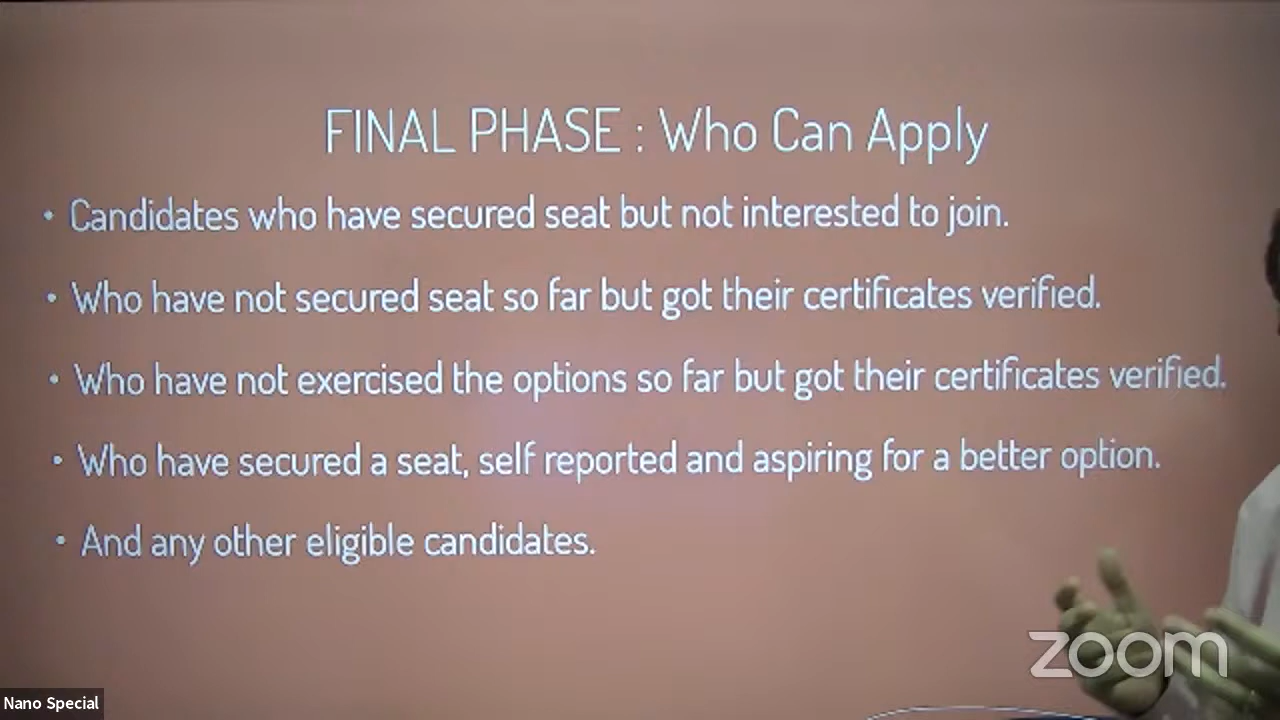 FINAL PHASE : Who Can Apply
• Candidates who have secured seat but not interested to join.
• Who have not secured seat so far but got their certificates verified.
• Who have not exercised the options so far but got their certificates verified.
• Who have secured a seat, self reported and aspiring for a better option.
• And any other eligible candidates.
zoom
Nano Special